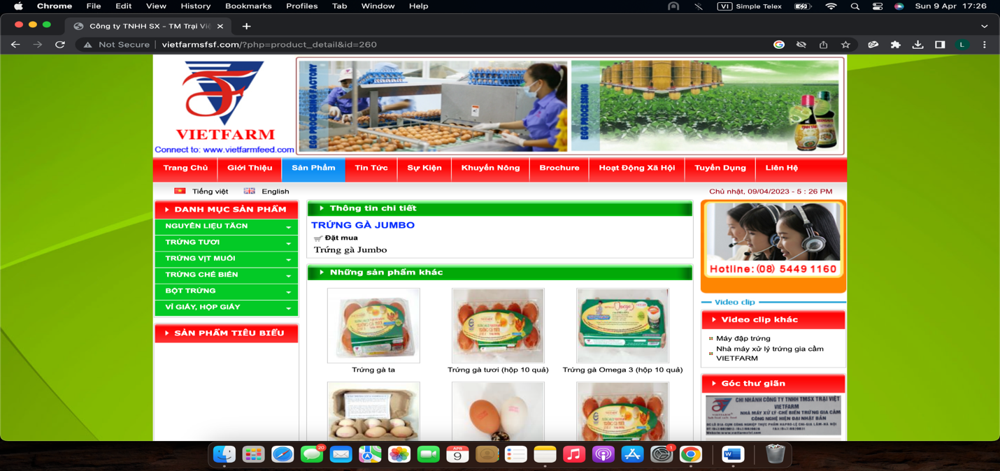 Chrome File Edit View History Bookmarks Profiles Tab Window Help VI Simple Telex Sun 9 Apr 17:26
Công ty TNHH SX - TM Trại Việ
Not Secure | vietfarmsfsf.com/?php=product_detail&id=260 L
VIETFARM
Connect to: www.vietfarmfeed.com
EGG PROCESSING FACTORY
EGG PROCESSING
Trang Chủ Giới Thiệu Sản Phẩm Tin Tức Sự Kiện Khuyến Nông Brochure Hoạt Động Xã Hội Tuyển Dụng Liên Hệ
Tiếng việt English Chủ nhật, 09/04/2023 - 5 : 26 PM
DANH MỤC SẢN PHẨM
NGUYÊN LIỆU TĂCN
TRỨNG TƯƠI
TRỨNG VỊT MUỐI
TRỨNG CHẾ BIẾN
BỘT TRỨNG
VỈ GIẤY, HỘP GIẤY
SẢN PHẨM TIÊU BIỂU
Thông tin chi tiết
TRỨNG GÀ JUMBO
Đặt mua
Trứng gà Jumbo
Những sản phẩm khác
Trứng gà ta
Trứng gà tươi (hộp 10 quả)
Trứng gà Omega 3 (hộp 10 quả)
Hotline: (08) 5449 1160
Video clip
Video clip khác
Máy đập trứng
Nhà máy xử lý trứng gia cầm
VIETFARM
Góc thư giãn
CHI NHÁNH CÔNG TY TNHH TMSX TRẠI VIỆT
VIETFARM
NHÀ MÁY XỬ LÝ-CHẾ BIẾN TRỨNG GIA CẦM
CÔNG NGHỆ HIỆN ĐẠI NHẤT BẢN
20
APR
9
1
W